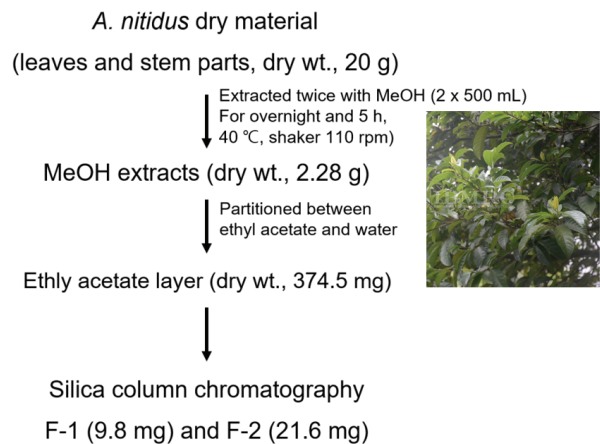 A. nitidus dry material
(leaves and stem parts, dry wt., 20 g)
Extracted twice with MeOH (2 x 500 mL)
For overnight and 5 h,
40 ℃, shaker 110 rpm)
MeOH extracts (dry wt., 2.28 g)
Partitioned between
ethyl acetate and water
Ethly acetate layer (dry wt., 374.5 mg)
Silica column chromatography
F-1 (9.8 mg) and F-2 (21.6 mg)